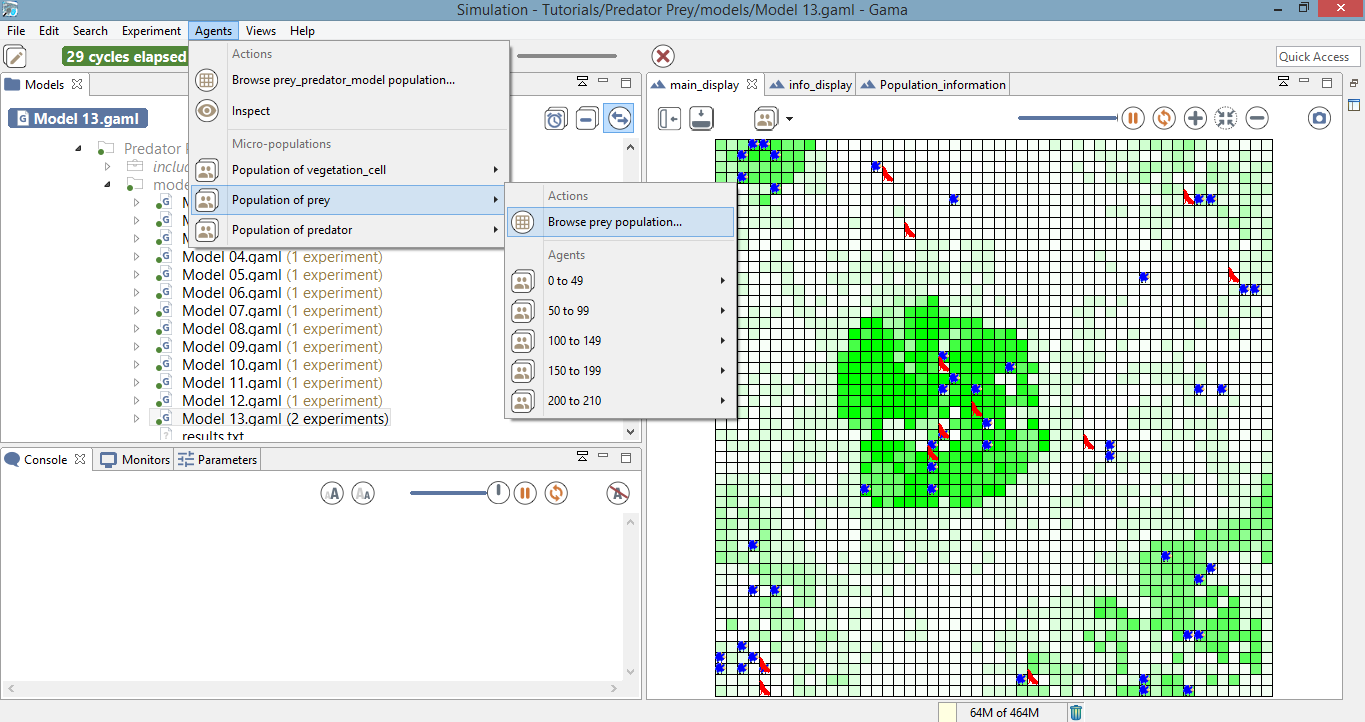 Simulation - Tutorials/Predator Prey/models/Model 13.gaml - Gama
File Edit Search Experiment Agents Views Help
29 cycles elapsed
Quick Access
Models
Model 13.gaml
Predator
includ
mode
Model 04.gaml (1 experiment)
Model 05.gaml (1 experiment)
Model 06.gaml (1 experiment)
Model 07.gaml (1 experiment)
Model 08.gaml (1 experiment)
Model 09.gaml (1 experiment)
Model 10.gaml (1 experiment)
Model 11.gaml (1 experiment)
Model 12.gaml (1 experiment)
Model 13.gaml (2 experiments)
results.txt
Actions
Browse prey_predator_model population...
Inspect
Micro-populations
Population of vegetation_cell
Population of prey
Population of predator
Actions
Browse prey population...
Agents
0 to 49
50 to 99
100 to 149
150 to 199
200 to 210
main_display info_display Population_information
Console Monitors Parameters
64M of 464M